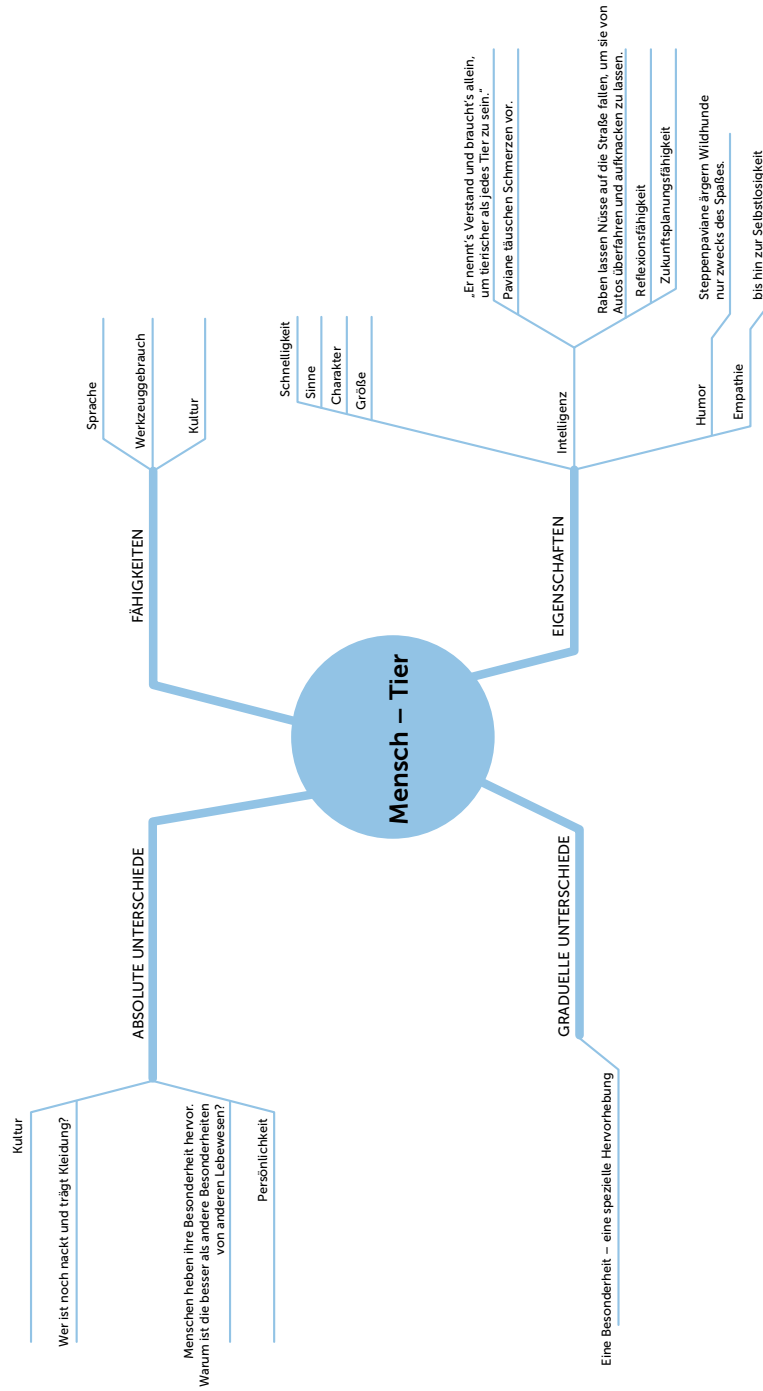 Mensch – Tier
ABSOLUTE UNTERSCHIEDE
Kultur
Wer ist noch nackt und trägt Kleidung?
Menschen heben ihre Besonderheit hervor.
Warum ist die besser als andere Besonderheiten
von anderen Lebewesen?
Persönlichkeit
FÄHIGKEITEN
Sprache
Werkzeuggebrauch
Kultur
GRADUELLE UNTERSCHIEDE
Eine Besonderheit – eine spezielle Hervorhebung
EIGENSCHAFTEN
Schnelligkeit
Sinne
Charakter
Größe
Intelligenz
„Er nennt’s Verstand und braucht’s allein,
um tierischer als jedes Tier zu sein.“
Paviane täuschen Schmerzen vor.
Raben lassen Nüsse auf die Straße fallen, um sie von
Autos überfahren und aufknacken zu lassen.
Reflexionsfähigkeit
Zukunftsplanungsfähigkeit
Humor
Steppenpaviane ärgern Wildhunde
nur zwecks des Spaßes.
Empathie
bis hin zur Selbstlosigkeit